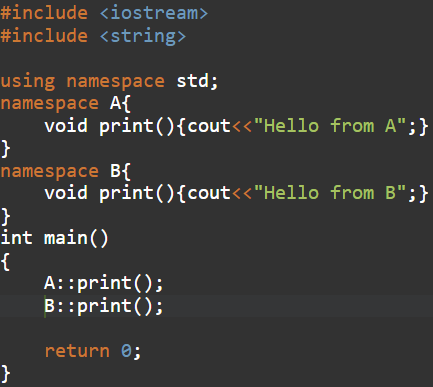 #include <iostream>
#include <string>
using namespace std;
namespace A{
    void print(){cout<<"Hello from A";}
}
namespace B{
    void print(){cout<<"Hello from B";}
}
int main()
{
    A::print();
    B::print();
    return 0;
}